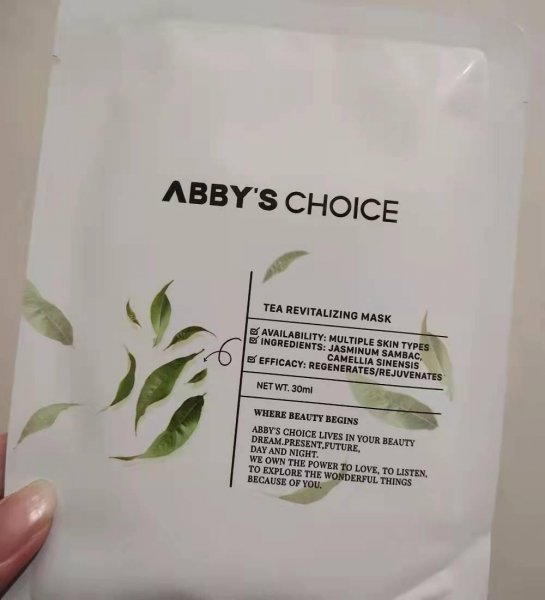 ABBY'S CHOICE
TEA REVITALIZING MASK
AVAILABILITY: MULTIPLE SKIN TYPES
INGREDIENTS: JASMINUM SAMBAC,
CAMELLIA SINENSIS
EFFICACY: REGENERATES/REJUVENATES
NET WT. 30ml
WHERE BEAUTY BEGINS
ABBY'S CHOICE LIVES IN YOUR BEAUTY
DREAM.PRESENT,FUTURE,
DAY AND NIGHT.
WE OWN THE POWER TO LOVE, TO LISTEN,
TO EXPLORE THE WONDERFUL THINGS
BECAUSE OF YOU.